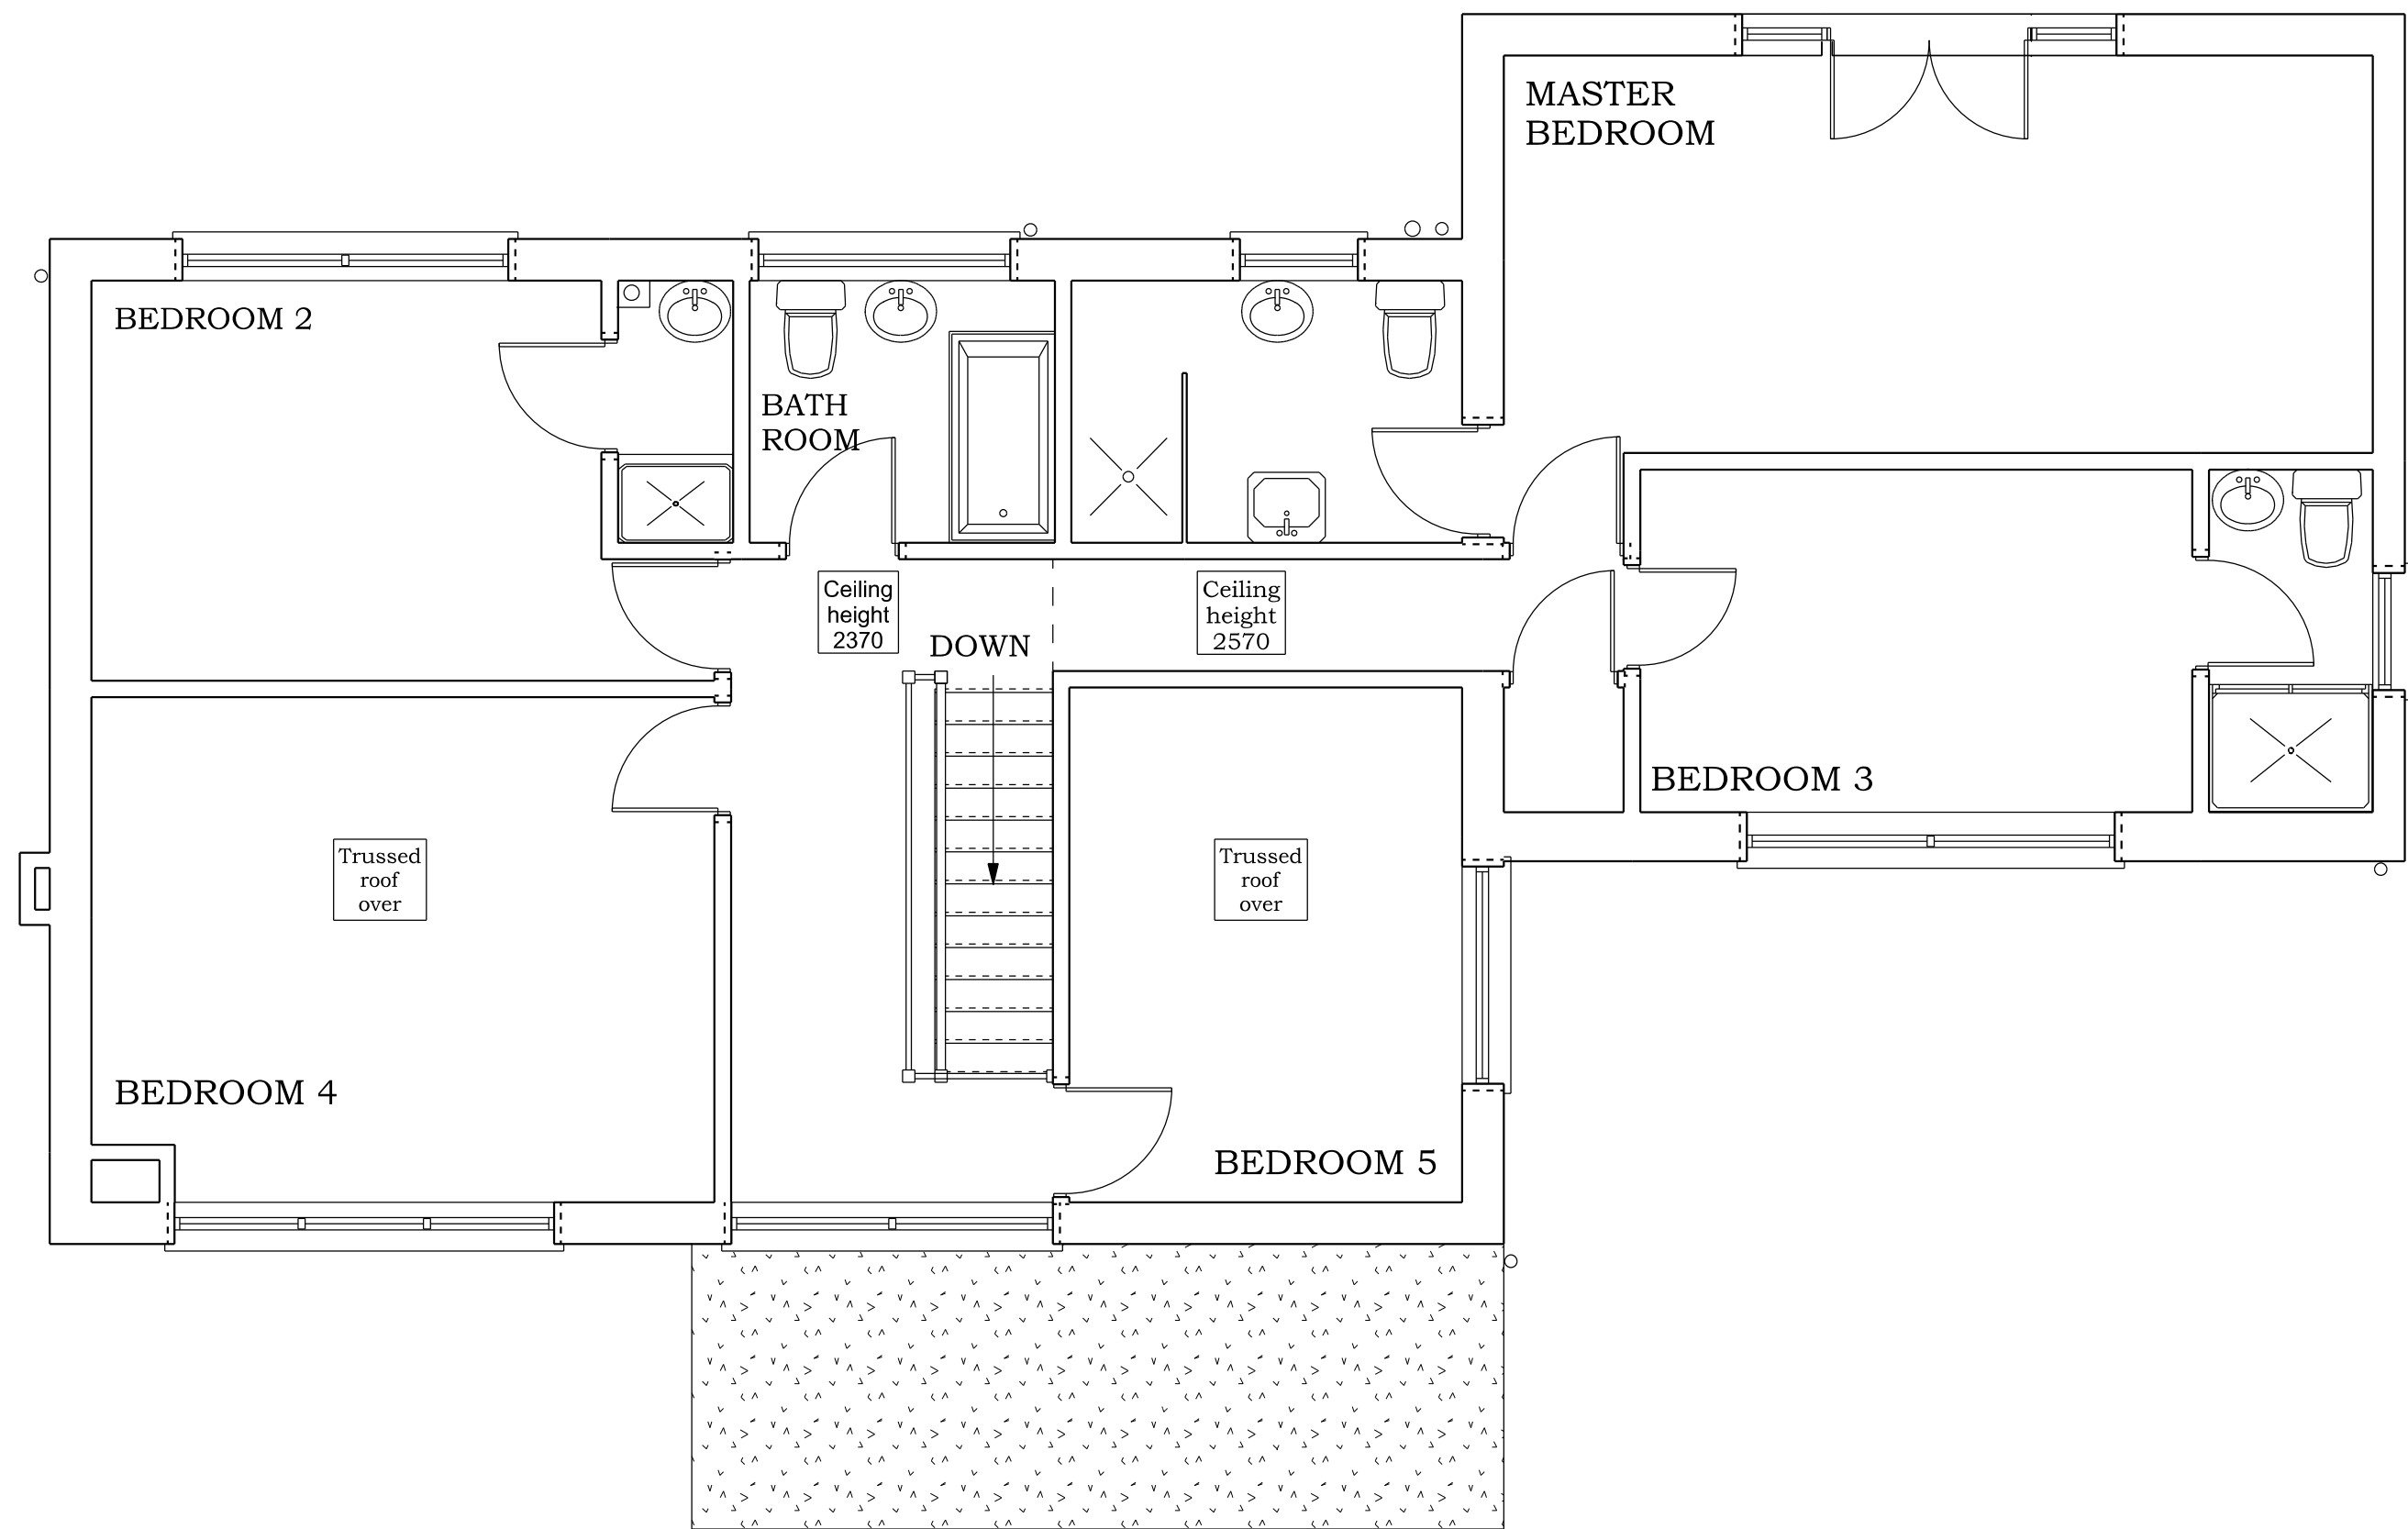 MASTER
BEDROOM
BEDROOM 2
BATH
ROOM
Ceiling
height
2370
DOWN
Ceiling
height
2570
BEDROOM 3
Trussed
roof
over
Trussed
roof
over
BEDROOM 4
BEDROOM 5